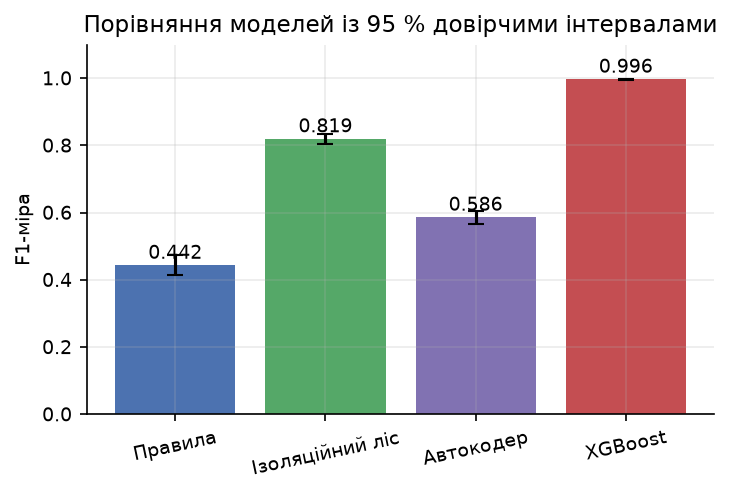 Порівняння моделей із 95 % довірчими інтервалами
F1-міра
1.0
0.8
0.6
0.4
0.2
0.0
0.442
0.819
0.586
0.996
Правила
Ізоляційний ліс
Автокодер
XGBoost